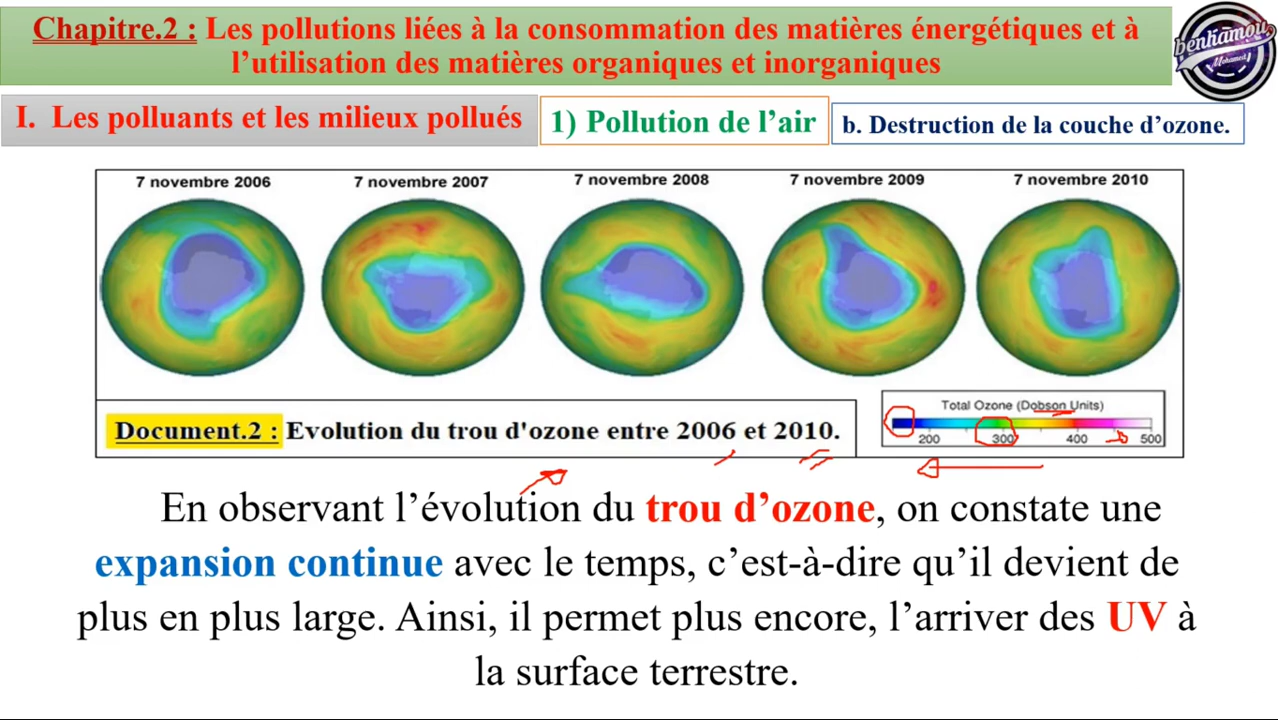 Chapitre.2 : Les pollutions liées à la consommation des matières énergétiques et à
l’utilisation des matières organiques et inorganiques
benhamou
Mohamed
I. Les polluants et les milieux pollués
1) Pollution de l’air
b. Destruction de la couche d’ozone.
7 novembre 2006
7 novembre 2007
7 novembre 2008
7 novembre 2009
7 novembre 2010
Total Ozone (Dobson Units)
200 300 400 500
Document.2 : Evolution du trou d'ozone entre 2006 et 2010.
En observant l’évolution du trou d’ozone, on constate une
expansion continue avec le temps, c’est-à-dire qu’il devient de
plus en plus large. Ainsi, il permet plus encore, l’arriver des UV à
la surface terrestre.